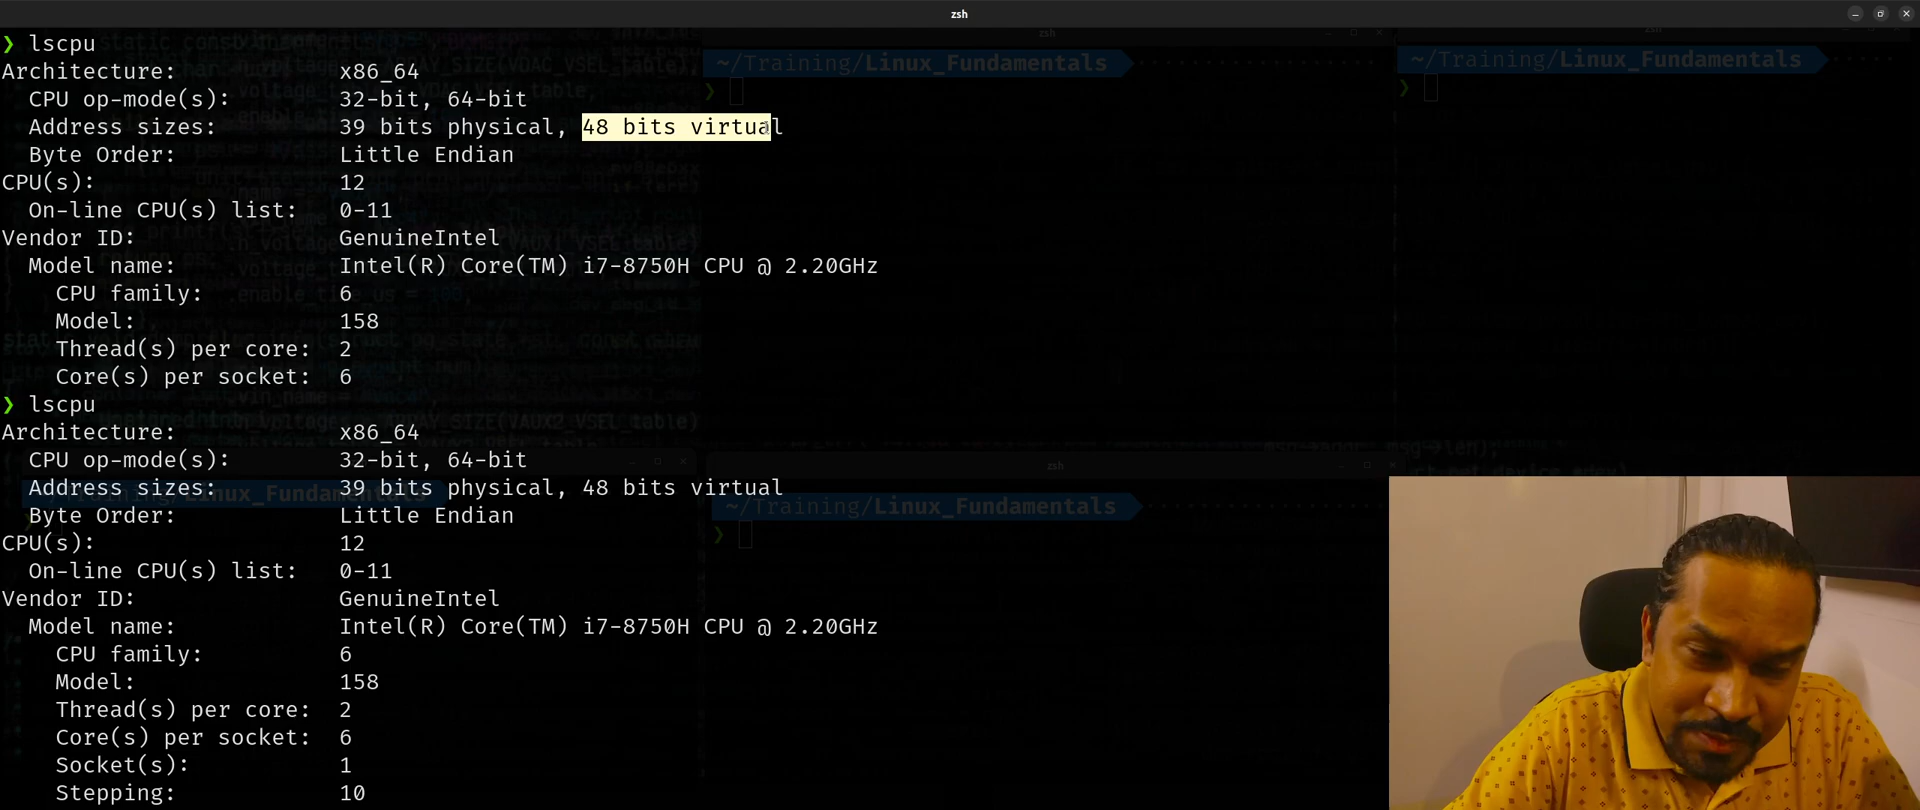 zsh
❯ lscpu
Architecture: x86_64
CPU op-mode(s): 32-bit, 64-bit
Address sizes: 39 bits physical, 48 bits virtual
Byte Order: Little Endian
CPU(s): 12
On-line CPU(s) list: 0-11
Vendor ID: GenuineIntel
Model name: Intel(R) Core(TM) i7-8750H CPU @ 2.20GHz
CPU family: 6
Model: 158
Thread(s) per core: 2
Core(s) per socket: 6
❯ lscpu
Architecture: x86_64
CPU op-mode(s): 32-bit, 64-bit
Address sizes: 39 bits physical, 48 bits virtual
Byte Order: Little Endian
CPU(s): 12
On-line CPU(s) list: 0-11
Vendor ID: GenuineIntel
Model name: Intel(R) Core(TM) i7-8750H CPU @ 2.20GHz
CPU family: 6
Model: 158
Thread(s) per core: 2
Core(s) per socket: 6
Socket(s): 1
Stepping: 10
zsh
~/Training/Linux_Fundamentals
❯
zsh
~/Training/Linux_Fundamentals
❯
zsh
~/Training/Linux_Fundamentals
❯